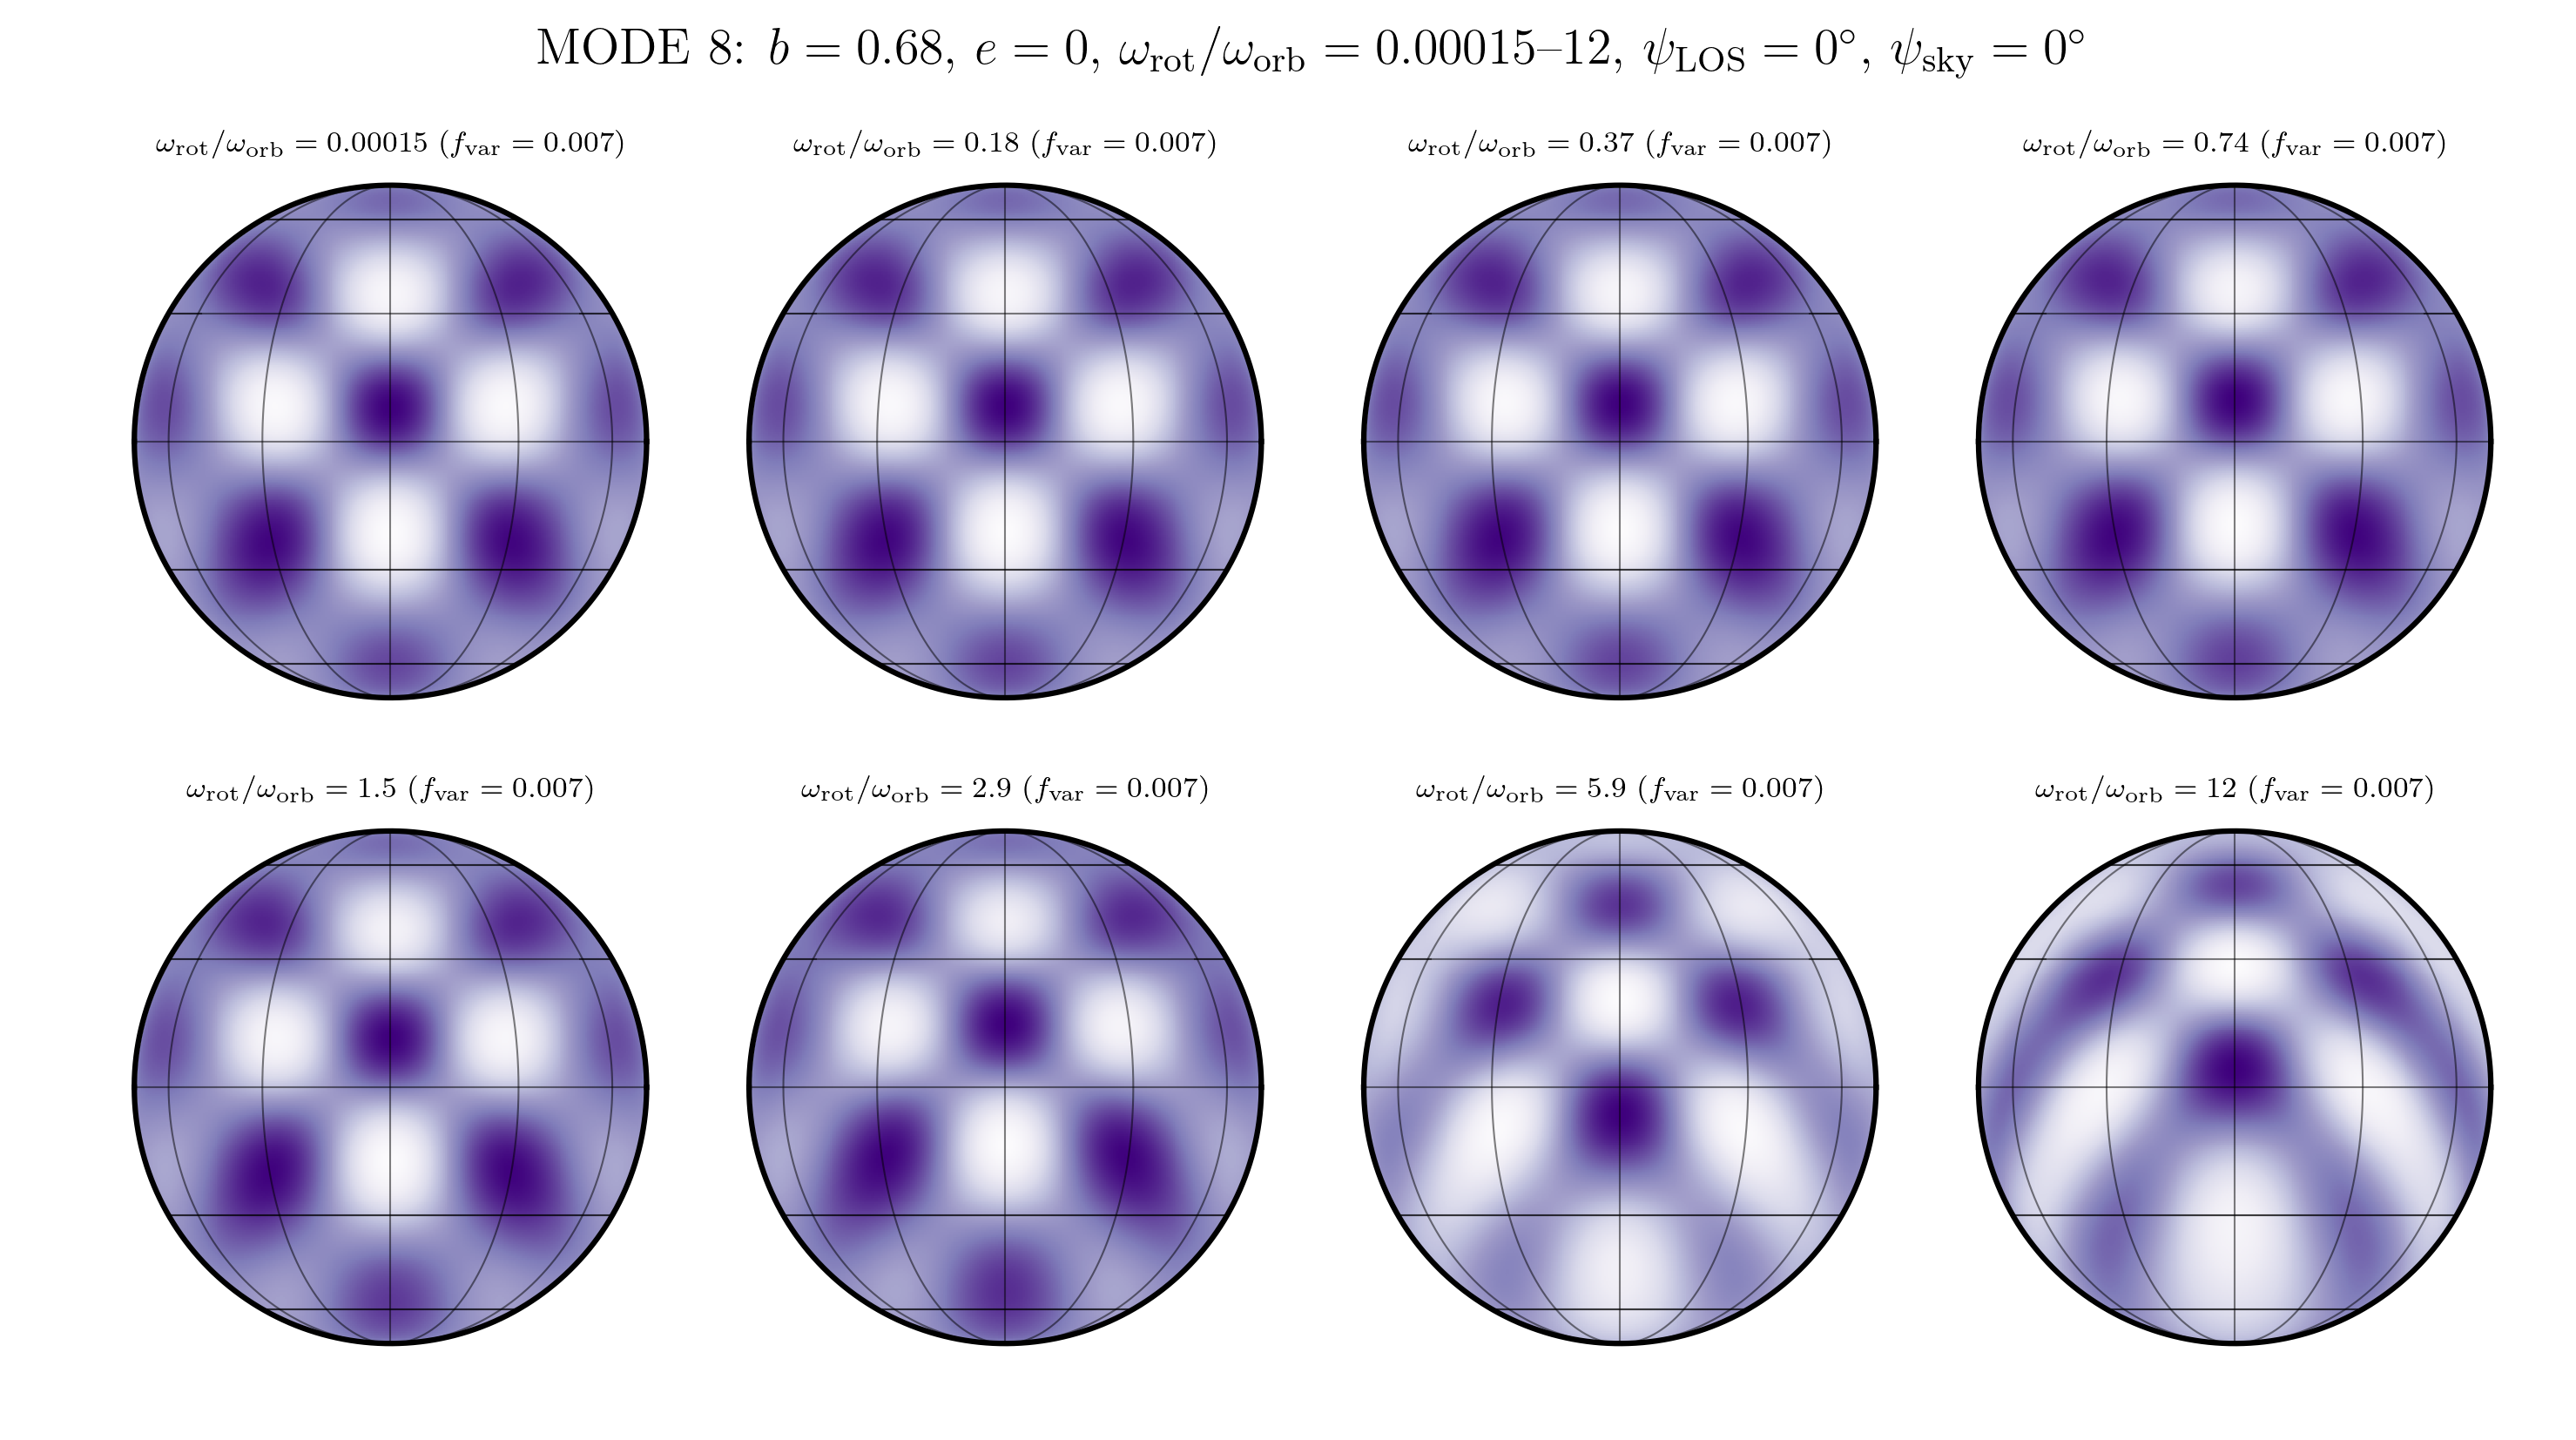 MODE 8: b = 0.68, e = 0, ω_rot/ω_orb = 0.00015–12, ψ_LOS = 0°, ψ_sky = 0°
ω_rot/ω_orb = 0.00015 (f_var = 0.007)
ω_rot/ω_orb = 0.18 (f_var = 0.007)
ω_rot/ω_orb = 0.37 (f_var = 0.007)
ω_rot/ω_orb = 0.74 (f_var = 0.007)
ω_rot/ω_orb = 1.5 (f_var = 0.007)
ω_rot/ω_orb = 2.9 (f_var = 0.007)
ω_rot/ω_orb = 5.9 (f_var = 0.007)
ω_rot/ω_orb = 12 (f_var = 0.007)